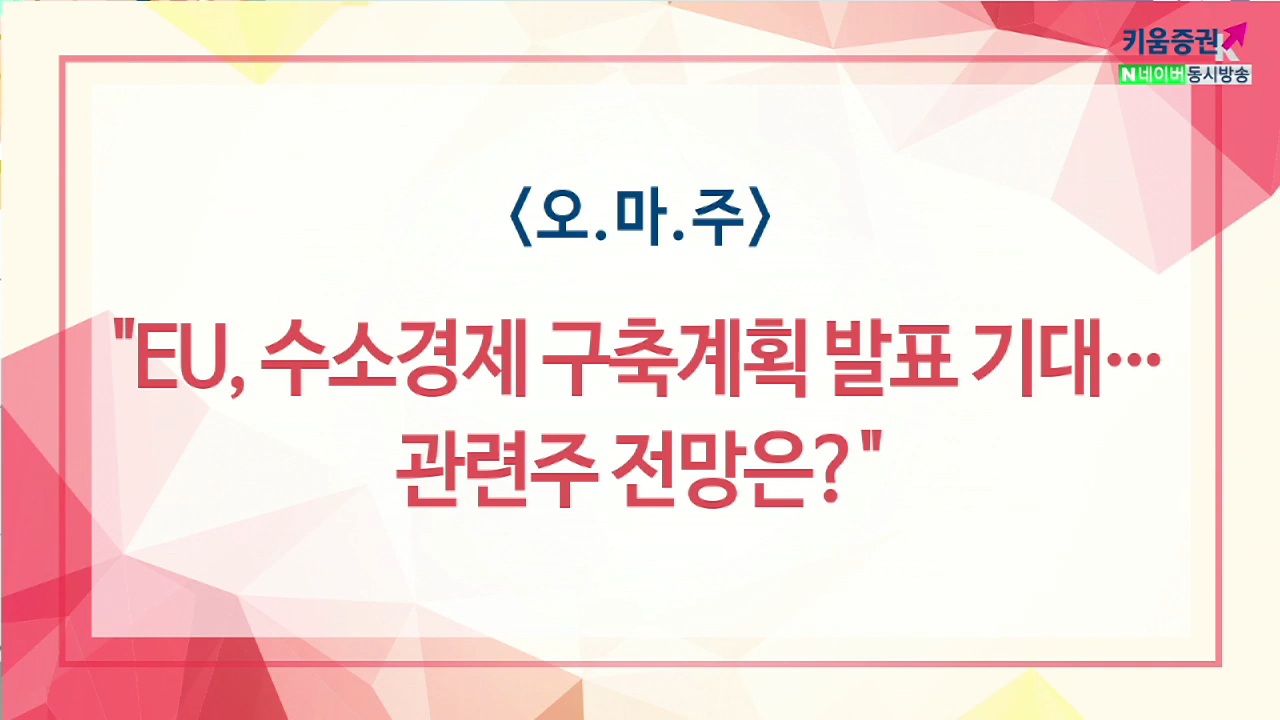 키움증권
N 네이버 동시방송
<오.마.주>
"EU, 수소경제 구축계획 발표 기대…
관련주 전망은?"